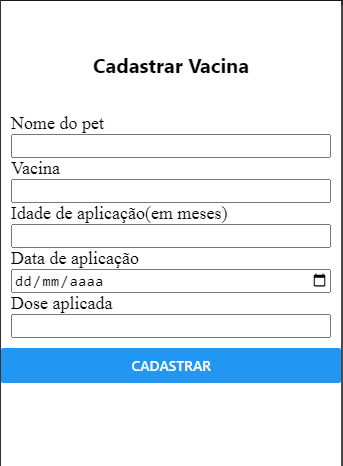 Cadastrar Vacina
Nome do pet
Vacina
Idade de aplicação(em meses)
Data de aplicação
dd/mm/aaaa
Dose aplicada
CADASTRAR